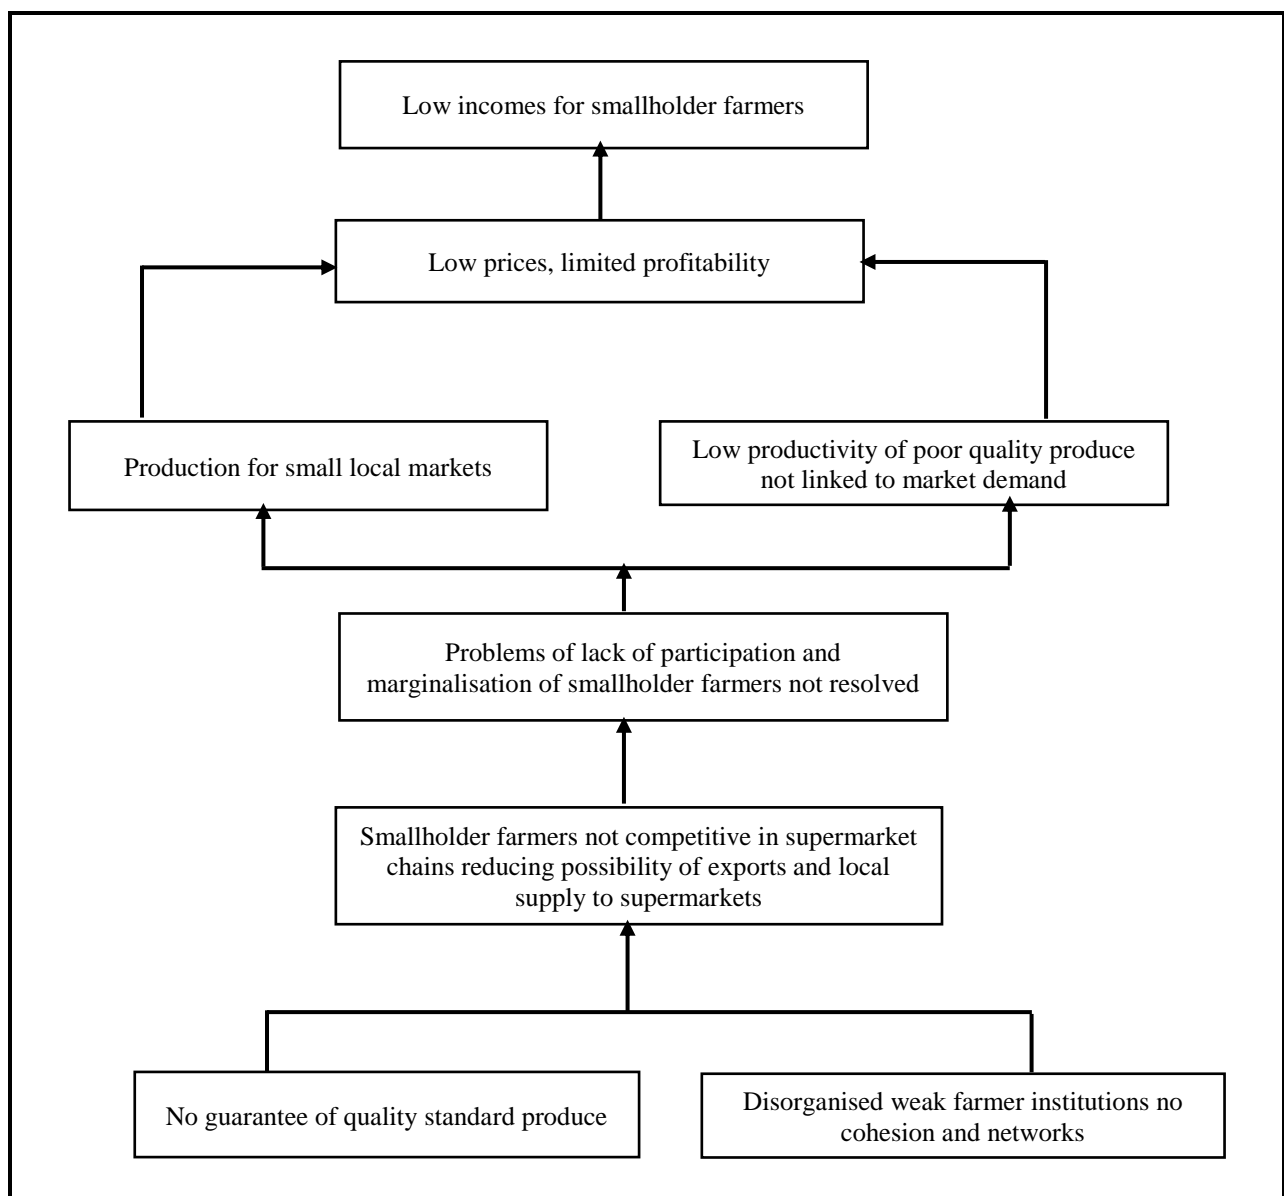 Low incomes for smallholder farmers
Low prices, limited profitability
Production for small local markets
Low productivity of poor quality produce
not linked to market demand
Problems of lack of participation and
marginalisation of smallholder farmers not resolved
Smallholder farmers not competitive in supermarket
chains reducing possibility of exports and local
supply to supermarkets
No guarantee of quality standard produce
Disorganised weak farmer institutions no
cohesion and networks